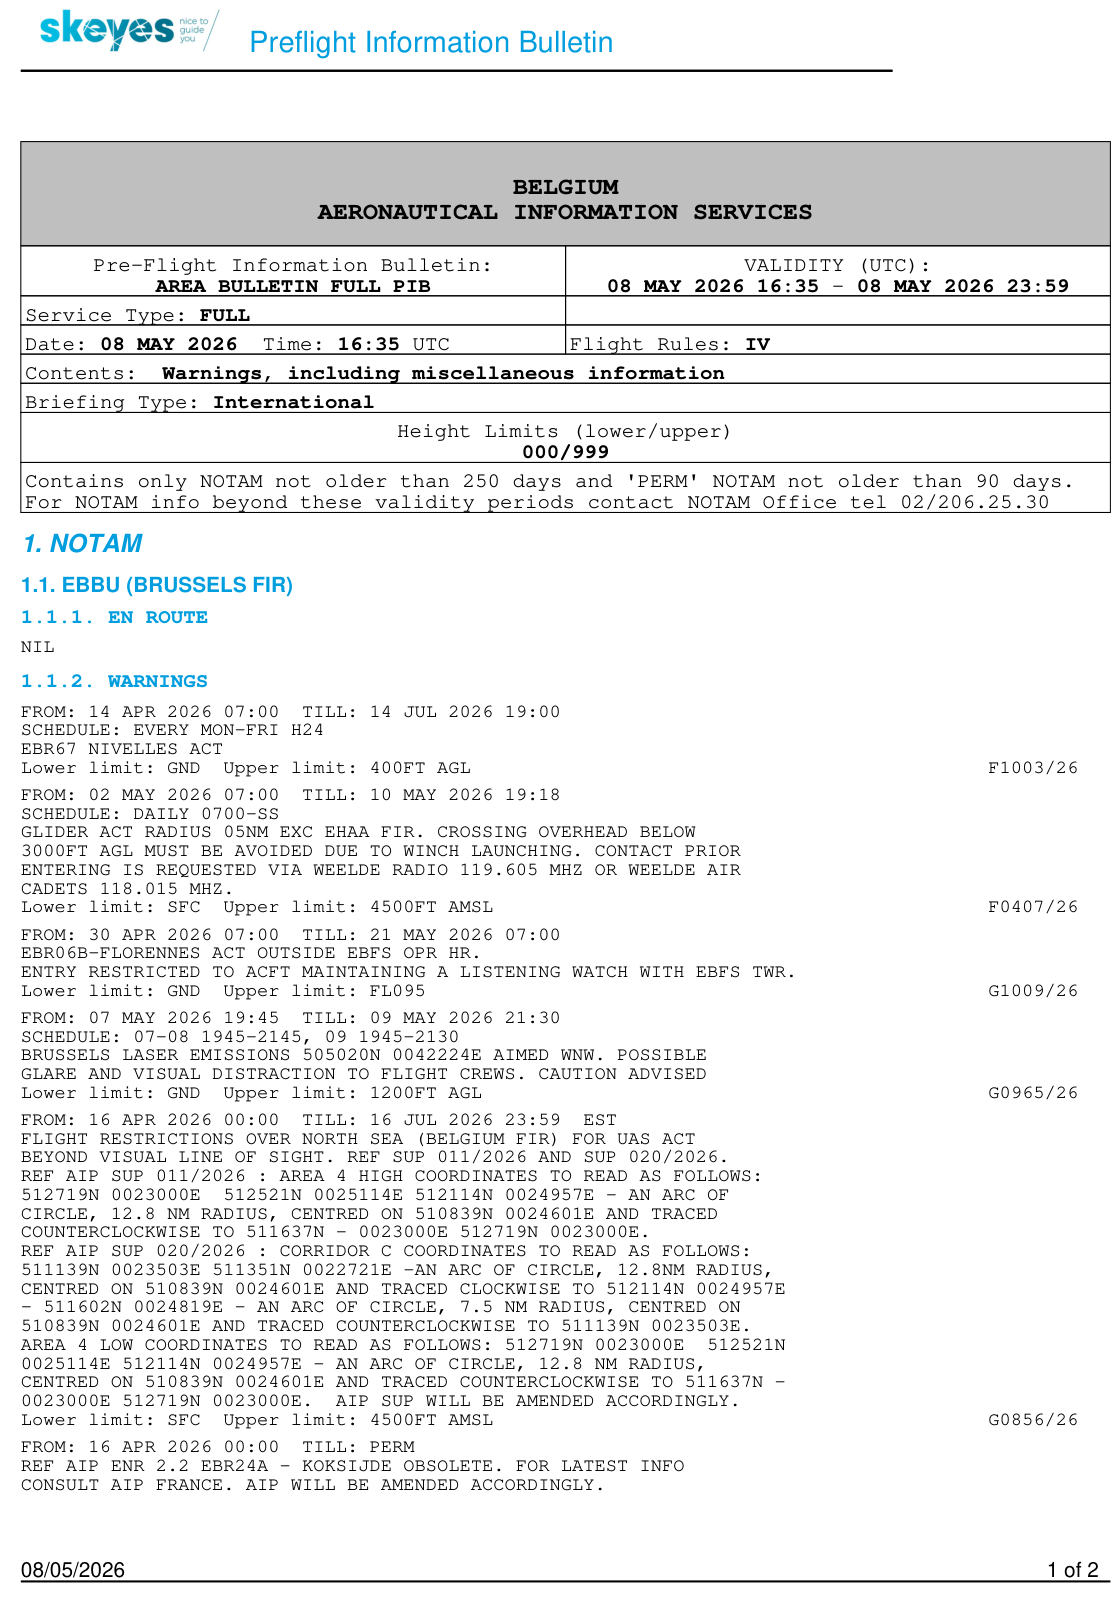 skeyes nice to guide you
Preflight Information Bulletin
BELGIUM
AERONAUTICAL INFORMATION SERVICES
Pre-Flight Information Bulletin:
AREA BULLETIN FULL PIB
VALIDITY (UTC):
08 MAY 2026 16:35 - 08 MAY 2026 23:59
Service Type: FULL
Date: 08 MAY 2026  Time: 16:35 UTC
Flight Rules: IV
Contents:  Warnings, including miscellaneous information
Briefing Type: International
Height Limits (lower/upper)
000/999
Contains only NOTAM not older than 250 days and 'PERM' NOTAM not older than 90 days.
For NOTAM info beyond these validity periods contact NOTAM Office tel 02/206.25.30
1. NOTAM
1.1. EBBU (BRUSSELS FIR)
1.1.1. EN ROUTE
NIL
1.1.2. WARNINGS
FROM: 14 APR 2026 07:00  TILL: 14 JUL 2026 19:00
SCHEDULE: EVERY MON-FRI H24
EBR67 NIVELLES ACT
Lower limit: GND  Upper limit: 400FT AGL F1003/26
FROM: 02 MAY 2026 07:00  TILL: 10 MAY 2026 19:18
SCHEDULE: DAILY 0700-SS
GLIDER ACT RADIUS 05NM EXC EHAA FIR. CROSSING OVERHEAD BELOW
3000FT AGL MUST BE AVOIDED DUE TO WINCH LAUNCHING. CONTACT PRIOR
ENTERING IS REQUESTED VIA WEELDE RADIO 119.605 MHZ OR WEELDE AIR
CADETS 118.015 MHZ.
Lower limit: SFC  Upper limit: 4500FT AMSL F0407/26
FROM: 30 APR 2026 07:00  TILL: 21 MAY 2026 07:00
EBR06B-FLORENNES ACT OUTSIDE EBFS OPR HR.
ENTRY RESTRICTED TO ACFT MAINTAINING A LISTENING WATCH WITH EBFS TWR.
Lower limit: GND  Upper limit: FL095 G1009/26
FROM: 07 MAY 2026 19:45  TILL: 09 MAY 2026 21:30
SCHEDULE: 07-08 1945-2145, 09 1945-2130
BRUSSELS LASER EMISSIONS 505020N 0042224E AIMED WNW. POSSIBLE
GLARE AND VISUAL DISTRACTION TO FLIGHT CREWS. CAUTION ADVISED
Lower limit: GND  Upper limit: 1200FT AGL G0965/26
FROM: 16 APR 2026 00:00  TILL: 16 JUL 2026 23:59  EST
FLIGHT RESTRICTIONS OVER NORTH SEA (BELGIUM FIR) FOR UAS ACT
BEYOND VISUAL LINE OF SIGHT. REF SUP 011/2026 AND SUP 020/2026.
REF AIP SUP 011/2026 : AREA 4 HIGH COORDINATES TO READ AS FOLLOWS:
512719N 0023000E  512521N 0025114E 512114N 0024957E - AN ARC OF
CIRCLE, 12.8 NM RADIUS, CENTRED ON 510839N 0024601E AND TRACED
COUNTERCLOCKWISE TO 511637N - 0023000E 512719N 0023000E.
REF AIP SUP 020/2026 : CORRIDOR C COORDINATES TO READ AS FOLLOWS:
511139N 0023503E 511351N 0022721E -AN ARC OF CIRCLE, 12.8NM RADIUS,
CENTRED ON 510839N 0024601E AND TRACED CLOCKWISE TO 512114N 0024957E
- 511602N 0024819E - AN ARC OF CIRCLE, 7.5 NM RADIUS, CENTRED ON
510839N 0024601E AND TRACED COUNTERCLOCKWISE TO 511139N 0023503E.
AREA 4 LOW COORDINATES TO READ AS FOLLOWS: 512719N 0023000E  512521N
0025114E 512114N 0024957E - AN ARC OF CIRCLE, 12.8 NM RADIUS,
CENTRED ON 510839N 0024601E AND TRACED COUNTERCLOCKWISE TO 511637N -
0023000E 512719N 0023000E.  AIP SUP WILL BE AMENDED ACCORDINGLY.
Lower limit: SFC  Upper limit: 4500FT AMSL G0856/26
FROM: 16 APR 2026 00:00  TILL: PERM
REF AIP ENR 2.2 EBR24A - KOKSIJDE OBSOLETE. FOR LATEST INFO
CONSULT AIP FRANCE. AIP WILL BE AMENDED ACCORDINGLY.
08/05/2026 1 of 2